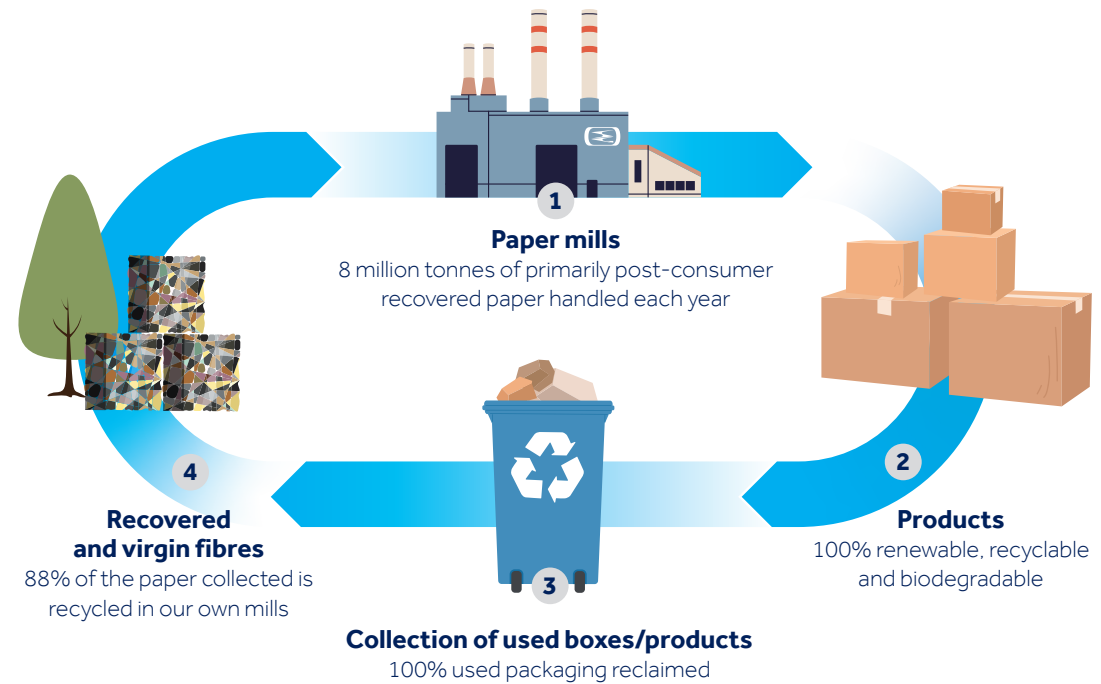 1
Paper mills
8 million tonnes of primarily post-consumer
recovered paper handled each year
2
Products
100% renewable, recyclable
and biodegradable
3
Collection of used boxes/products
100% used packaging reclaimed
4
Recovered
and virgin fibres
88% of the paper collected is
recycled in our own mills